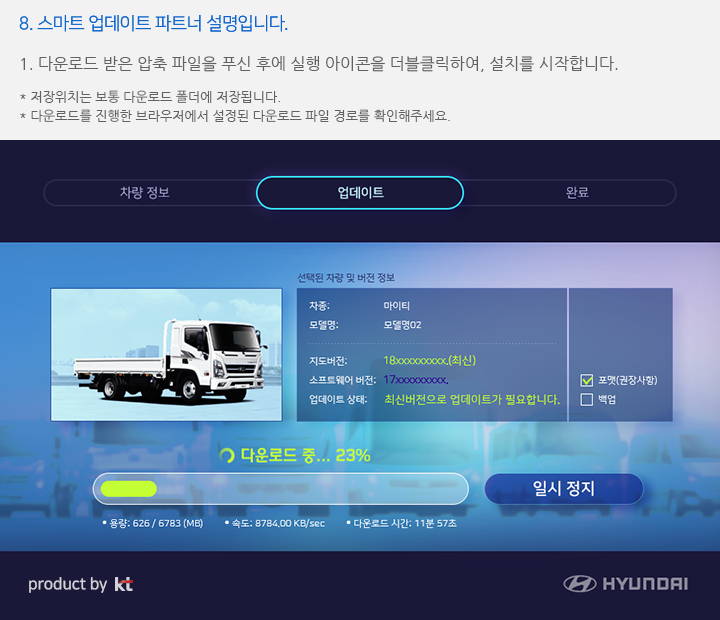 8. 스마트 업데이트 파트너 설명입니다.
1. 다운로드 받은 압축 파일을 푸신 후에 실행 아이콘을 더블클릭하여, 설치를 시작합니다.
* 저장위치는 보통 다운로드 폴더에 저장됩니다.
* 다운로드를 진행한 브라우저에서 설정된 다운로드 파일 경로를 확인해주세요.
차량 정보 업데이트 완료
선택된 차량 및 버전 정보
차종: 마이티
모델명: 모델명02
지도버전: 18xxxxxxxxx.(최신)
소프트웨어 버전: 17xxxxxxxxx. 포맷(권장사항)
업데이트 상태: 최신버전으로 업데이트가 필요합니다. 백업
다운로드 중... 23%
일시 정지
• 용량: 626 / 6783 (MB) • 속도: 8784.00 KB/sec • 다운로드 시간: 11분 57초
product by kt HYUNDAI